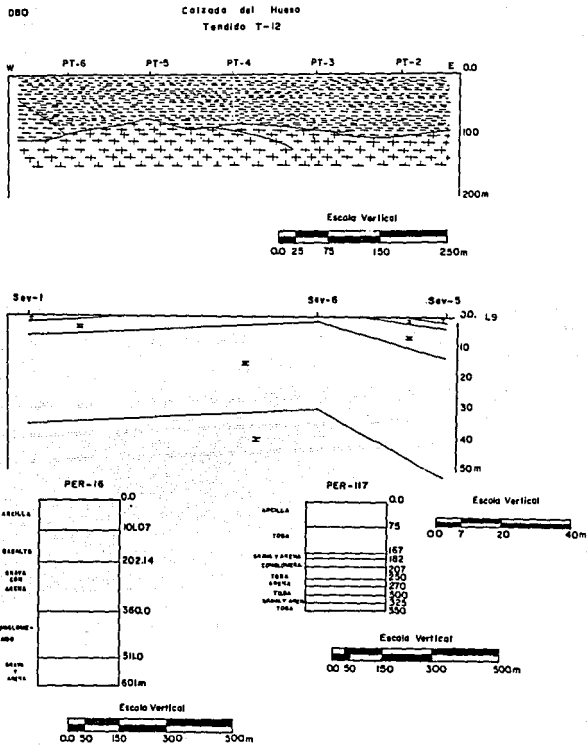 Calzada del Hueso
Tendido T-12
W PT-6 PT-5 PT-4 PT-3 PT-2 E 0.0
100
200m
Escala Vertical
0.0 25 75 150 250m
Sev-1 Sev-6 Sev-5
10
20
30
40
50m
PER-16
0.0
ARCILLA
101.07
BASALTO
202.14
GRAVA
CON
ARENA
360.0
511.0
GRAVA
Y
ARENA
601m
Escala Vertical
0.0 50 150 300 500m
PER-117
0.0
ARCILLA
75
TOBA
167
GRAVA Y ARENA
182
207
TOBA
250
ARENA
270
TOBA
300
325
TOBA
350
Escala Vertical
0.0 7 20 40m
Escala Vertical
0.0 50 150 300 500m